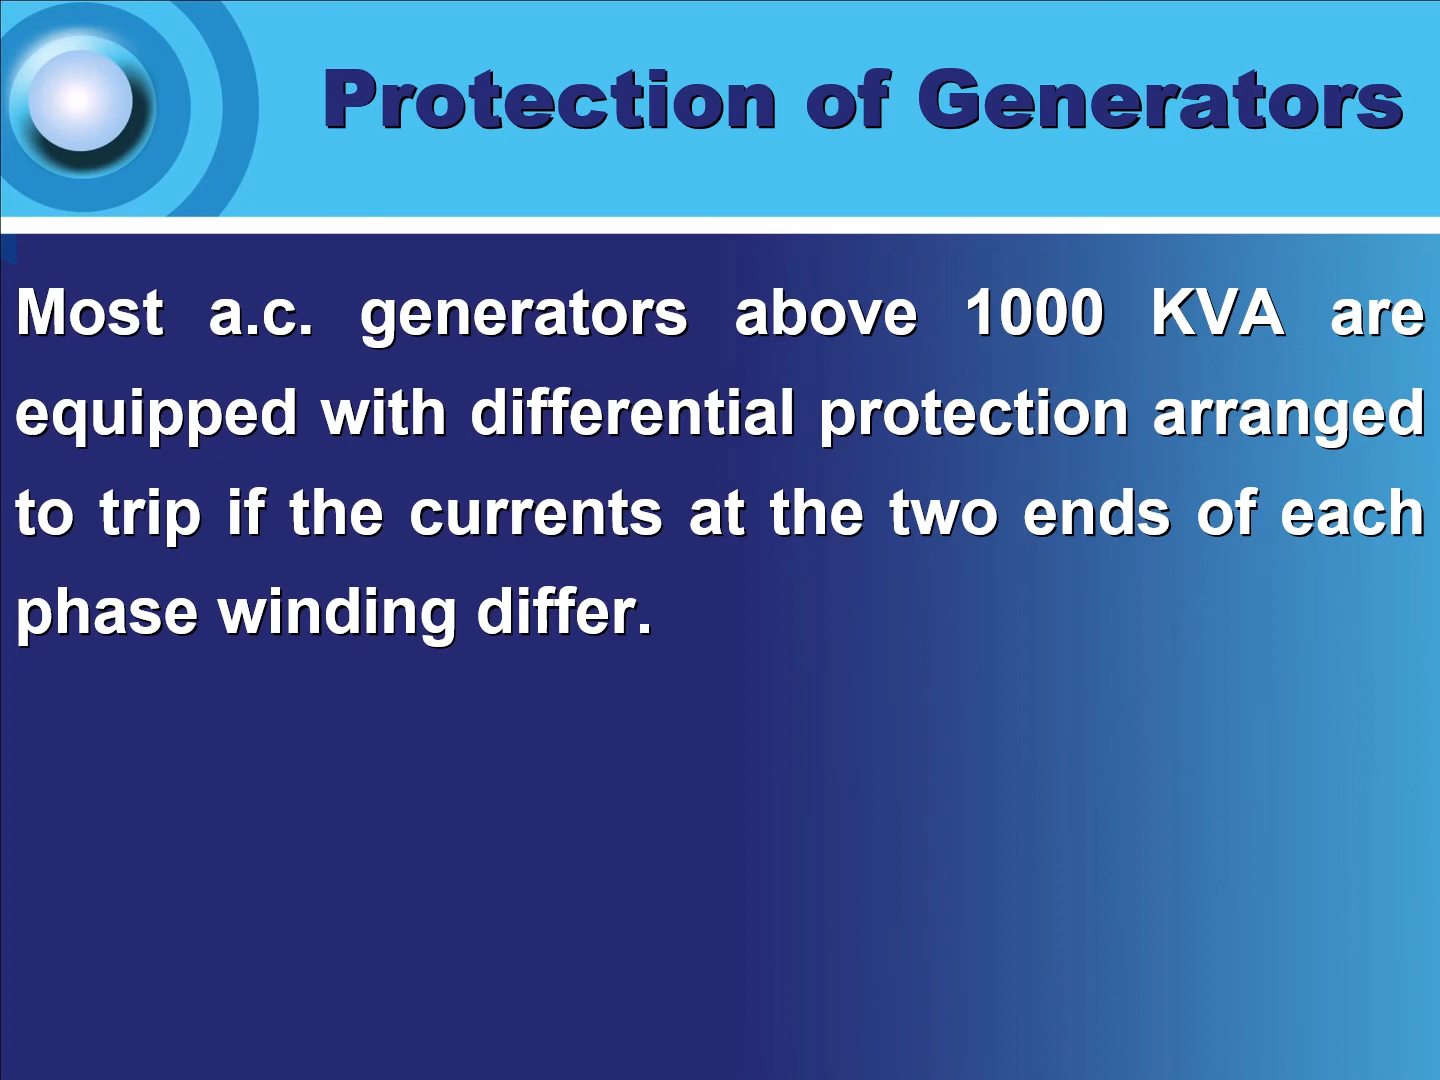 Protection of Generators
Most a.c. generators above 1000 KVA are
equipped with differential protection arranged
to trip if the currents at the two ends of each
phase winding differ.